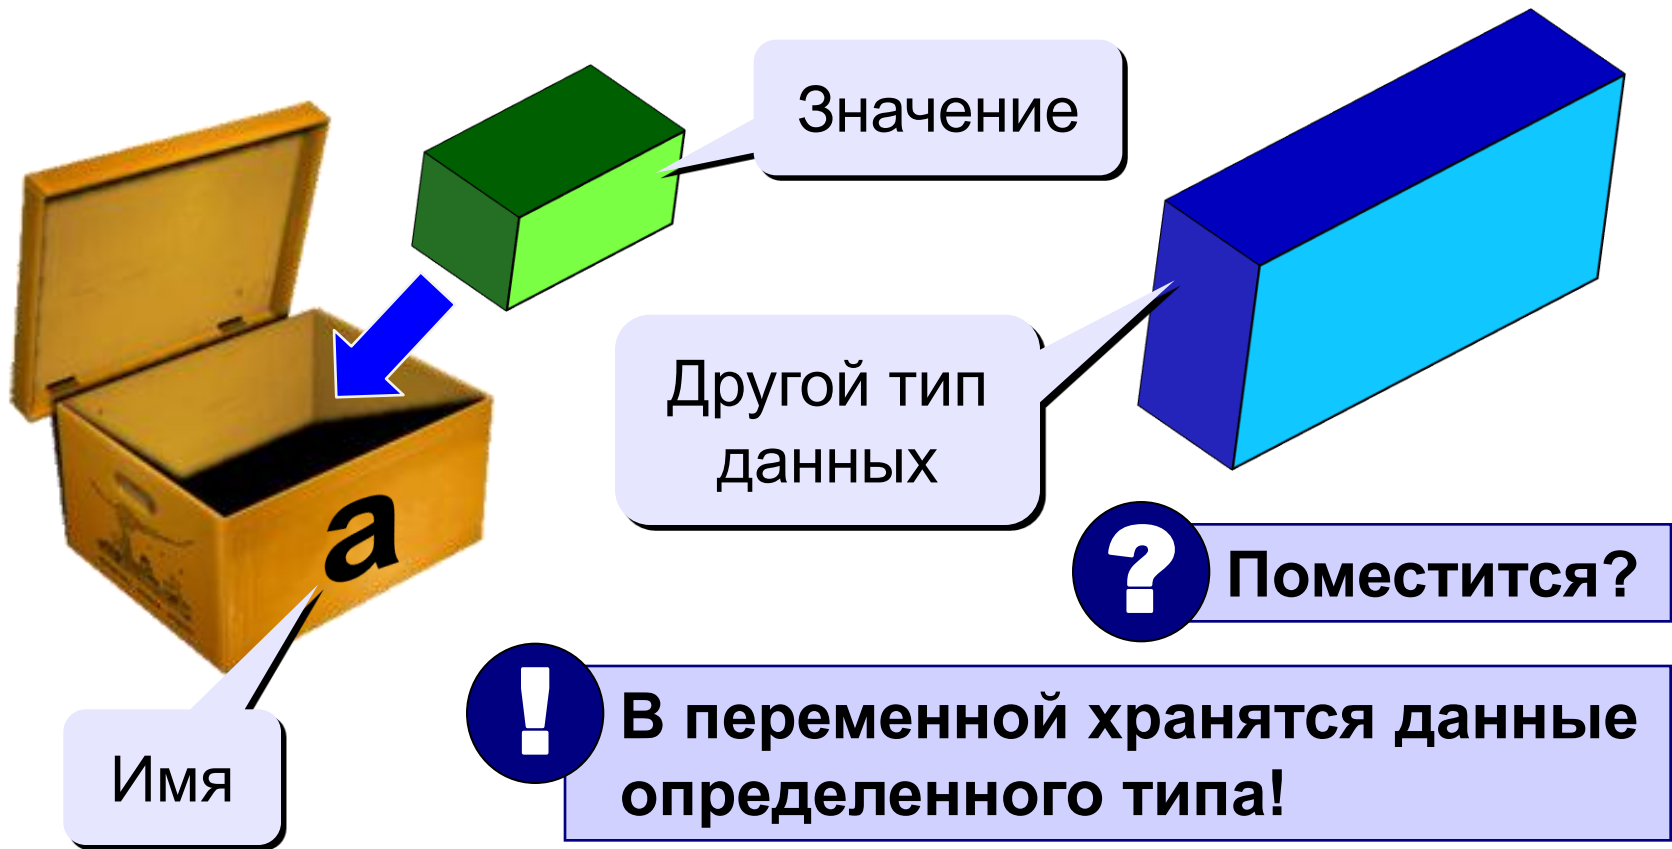 Значение
Другой тип
данных
a
? Поместится?
! В переменной хранятся данные
определенного типа!
Имя